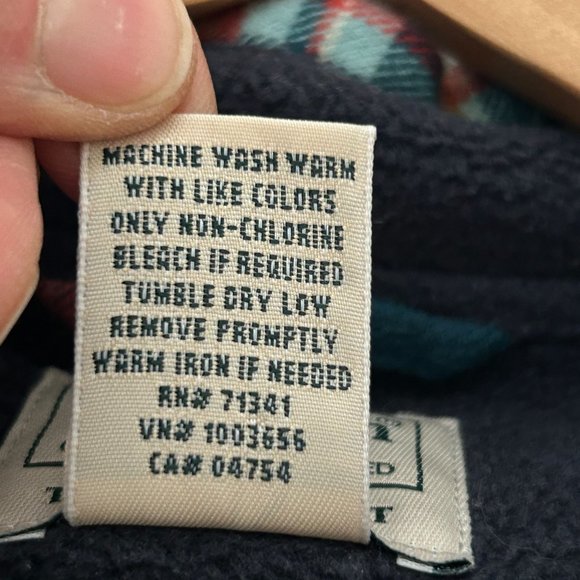 MACHINE WASH WARM
WITH LIKE COLORS
ONLY NON-CHLORINE
BLEACH IF REQUIRED
TUMBLE DRY LOW
REMOVE PROMPTLY
WARM IRON IF NEEDED
RN# 71341
VN# 1003656
CA# 04754